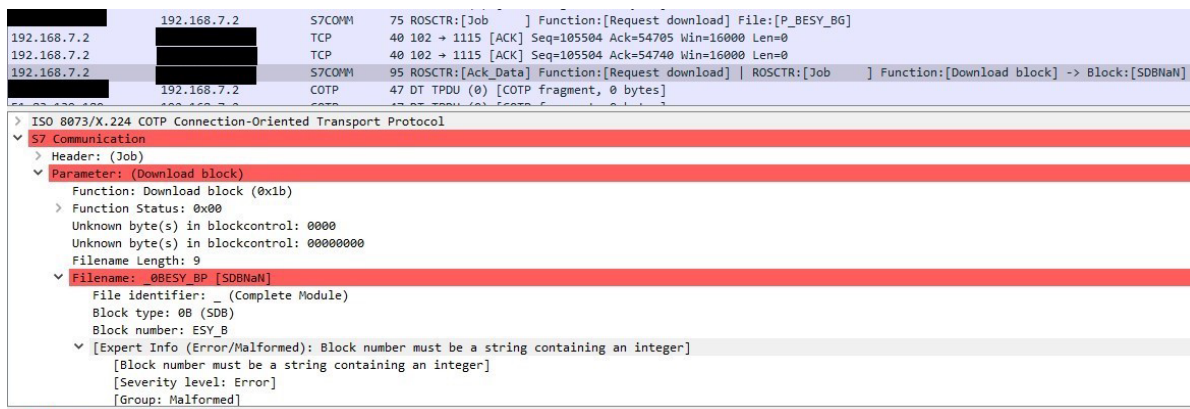 192.168.7.2 S7COMM 75 ROSCTR:[Job ] Function:[Request download] File:[P_BESY_BG]
192.168.7.2 TCP 40 102 → 1115 [ACK] Seq=105504 Ack=54705 Win=16000 Len=0
192.168.7.2 TCP 40 102 → 1115 [ACK] Seq=105504 Ack=54740 Win=16000 Len=0
192.168.7.2 S7COMM 95 ROSCTR:[Ack_Data] Function:[Request download] | ROSCTR:[Job ] Function:[Download block] -> Block:[SDBNaN]
192.168.7.2 COTP 47 DT TPDU (0) [COTP fragment, 0 bytes]
ISO 8073/X.224 COTP Connection-Oriented Transport Protocol
S7 Communication
Header: (Job)
Parameter: (Download block)
Function: Download block (0x1b)
Function Status: 0x00
Unknown byte(s) in blockcontrol: 0000
Unknown byte(s) in blockcontrol: 00000000
Filename Length: 9
Filename: _0BESY_BP [SDBNaN]
File identifier: _ (Complete Module)
Block type: 0B (SDB)
Block number: ESY_B
[Expert Info (Error/Malformed): Block number must be a string containing an integer]
[Block number must be a string containing an integer]
[Severity level: Error]
[Group: Malformed]